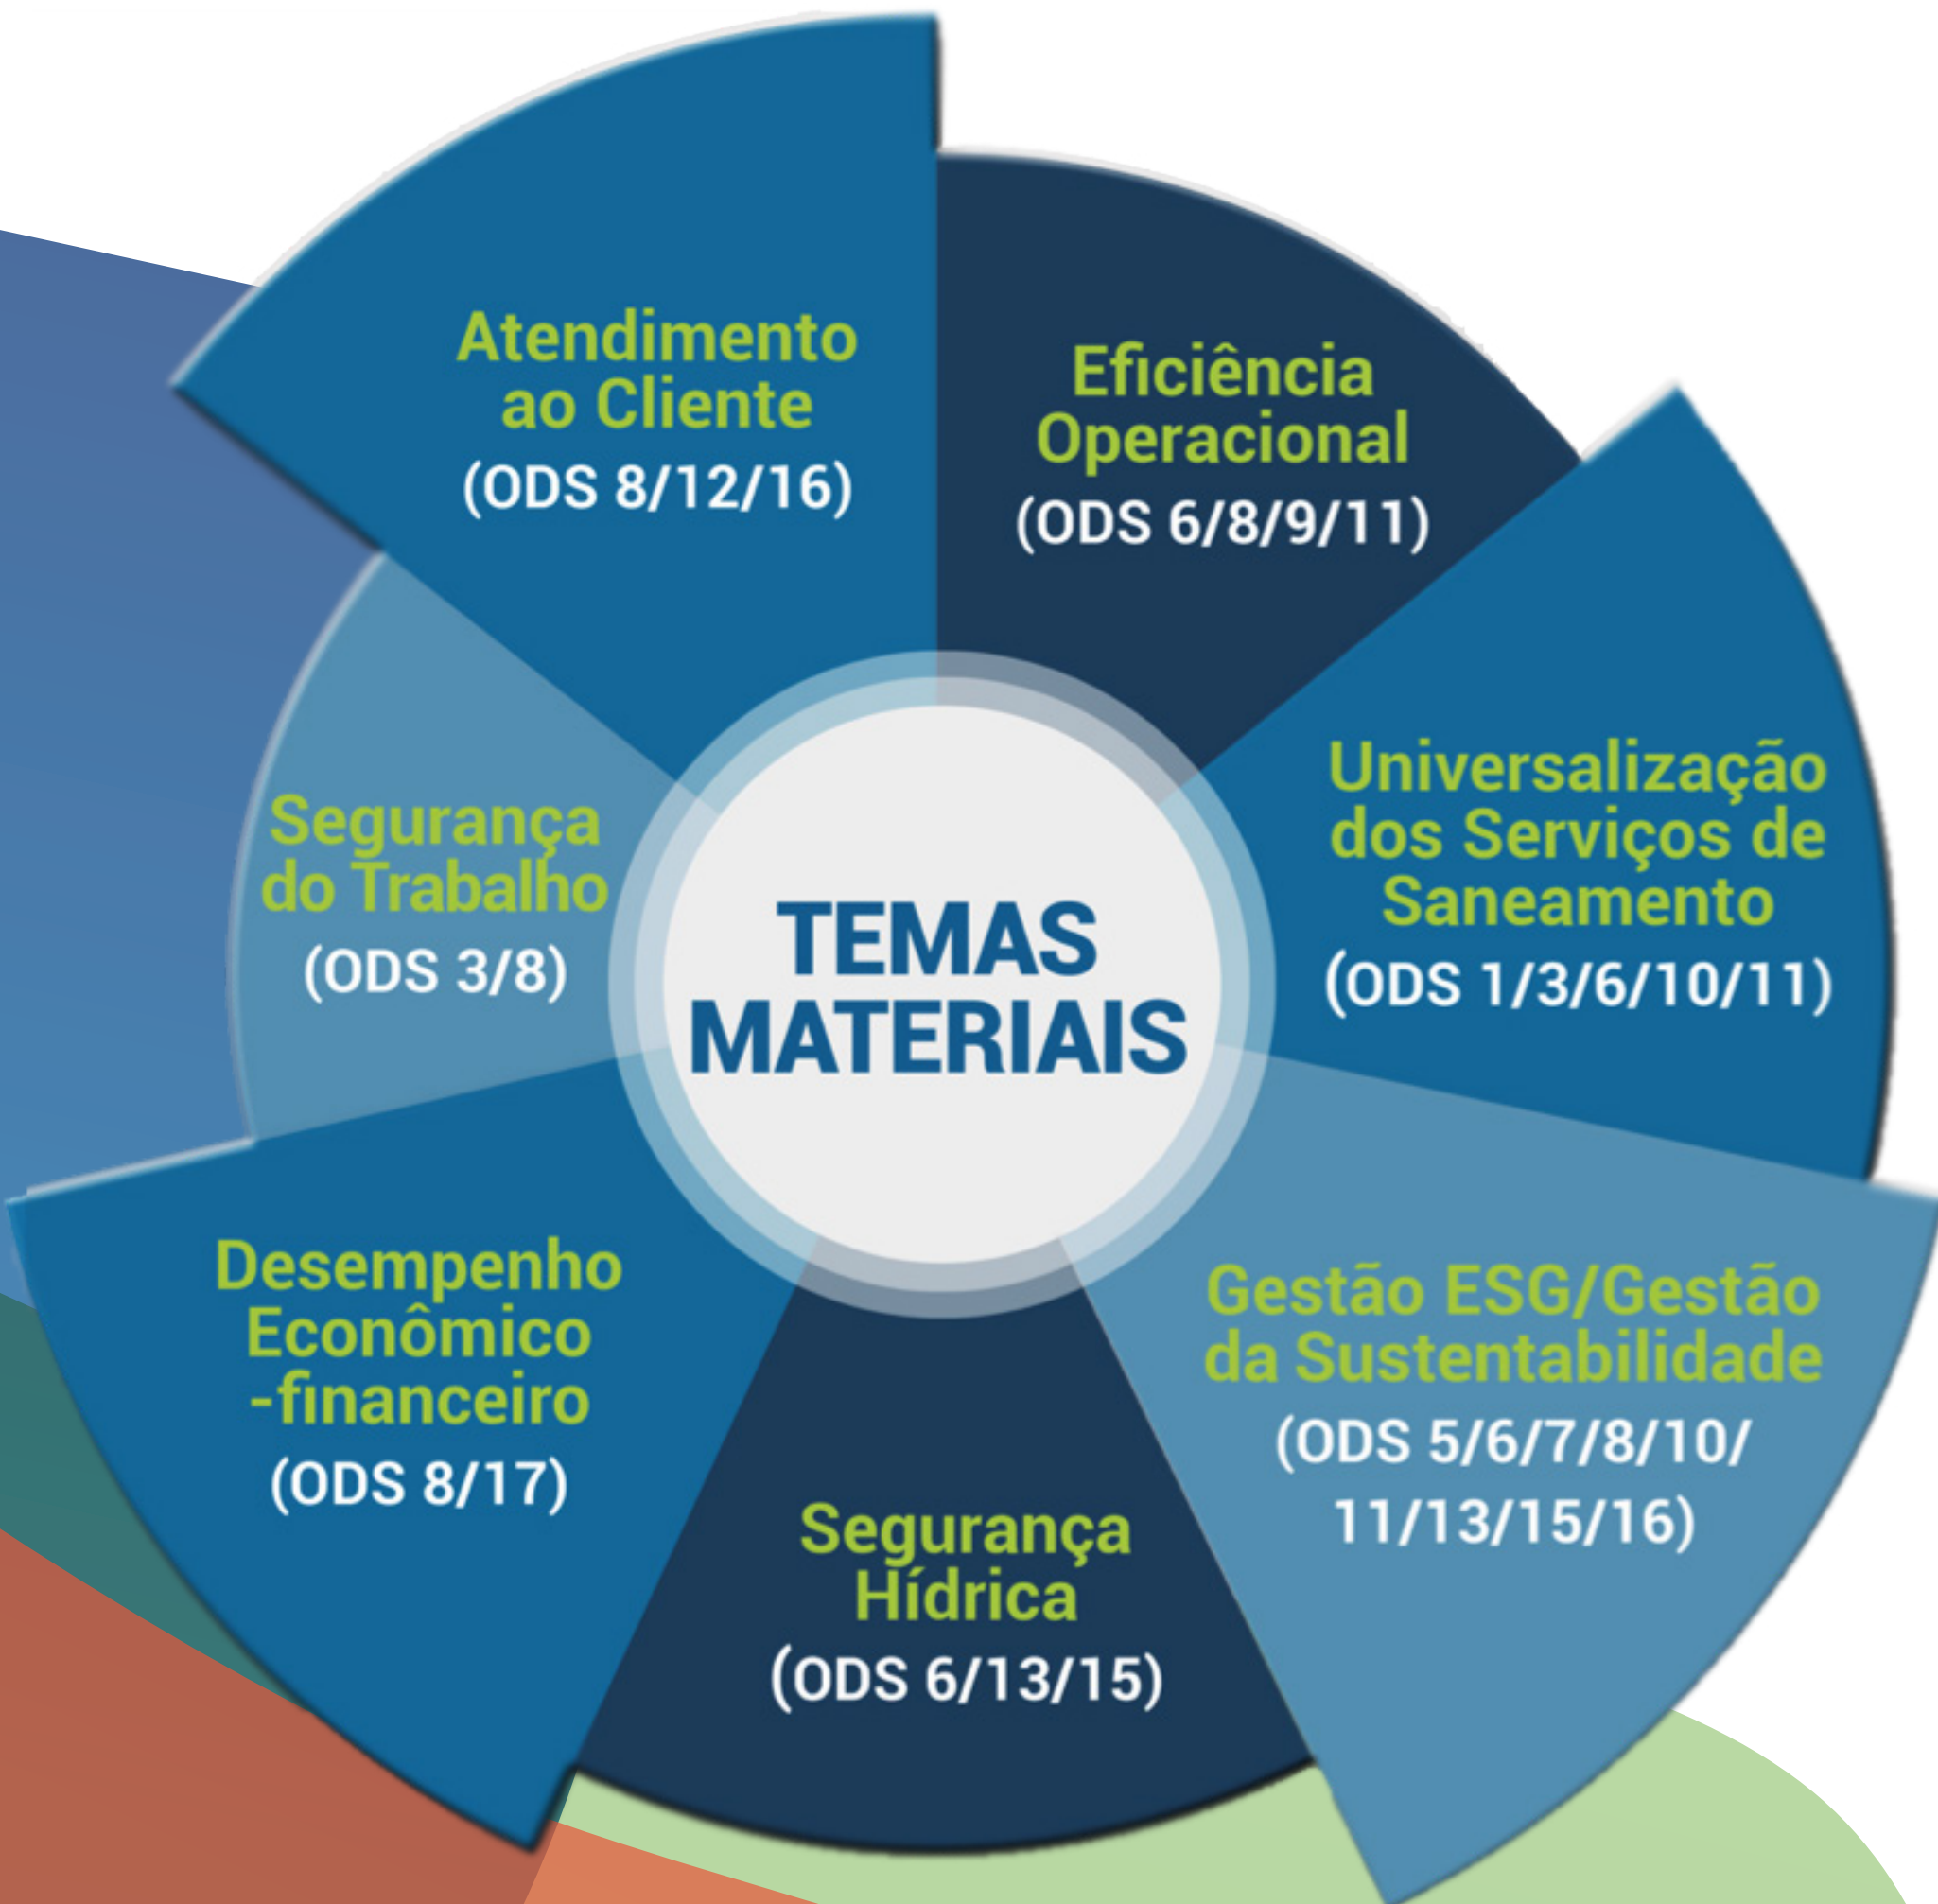 TEMAS
MATERIAIS
Atendimento
ao Cliente
(ODS 8/12/16)
Eficiência
Operacional
(ODS 6/8/9/11)
Universalização
dos Serviços de
Saneamento
(ODS 1/3/6/10/11)
Gestão ESG/Gestão
da Sustentabilidade
(ODS 5/6/7/8/10/
11/13/15/16)
Segurança
Hídrica
(ODS 6/13/15)
Desempenho
Econômico
-financeiro
(ODS 8/17)
Segurança
do Trabalho
(ODS 3/8)